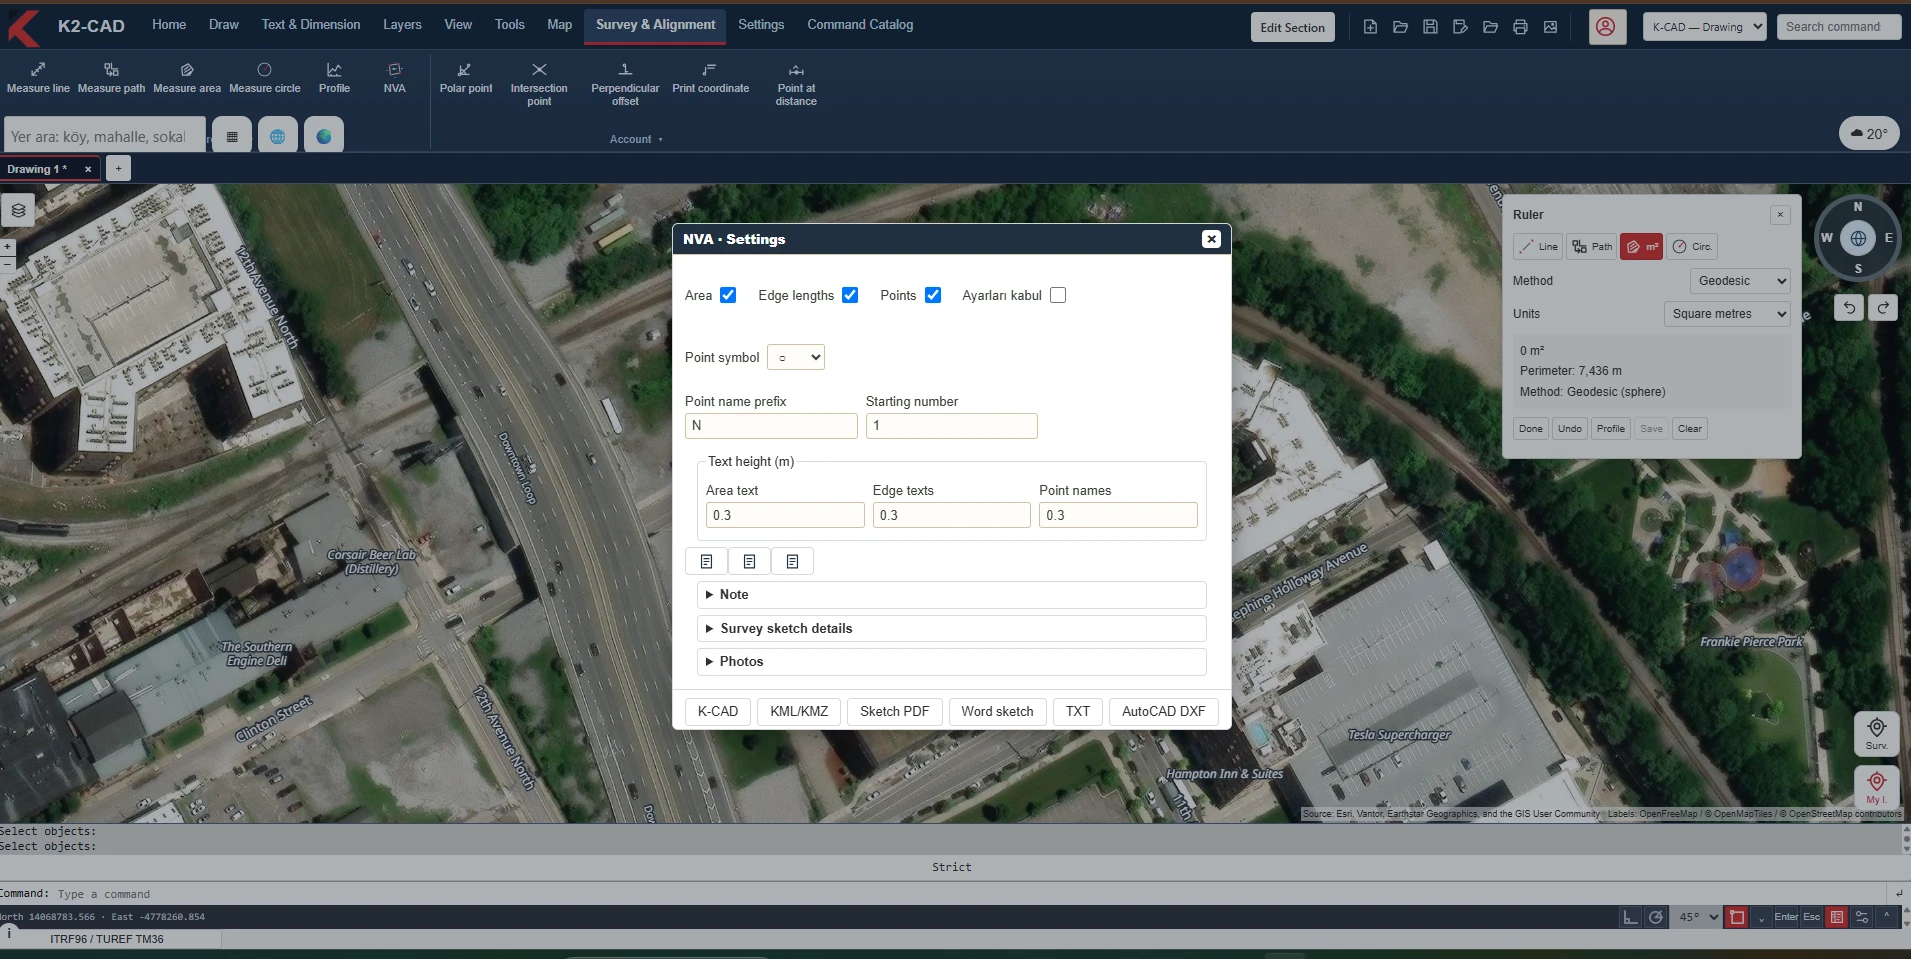 K2-CAD
Home Draw Text & Dimension Layers View Tools Map Survey & Alignment Settings Command Catalog
Edit Section
K-CAD — Drawing
Search command
Measure line Measure path Measure area Measure circle Profile NVA
Polar point Intersection point Perpendicular offset Print coordinate Point at distance
Yer ara: köy, mahalle, sokal
Account
20°
Drawing 1 * × +
NVA · Settings
Area Edge lengths Points Ayarları kabul
Point symbol ○
Point name prefix Starting number
N 1
Text height (m)
Area text Edge texts Point names
0.3 0.3 0.3
Note
Survey sketch details
Photos
K-CAD KML/KMZ Sketch PDF Word sketch TXT AutoCAD DXF
Ruler
Line Path m² Circ.
Method Geodesic
Units Square metres
0 m²
Perimeter: 7,436 m
Method: Geodesic (sphere)
Done Undo Profile Save Clear
N
W E
S
12th Avenue North
Downtown Loop
Corsair Beer Lab
(Distillery)
The Southern
Engine Deli
Clinton Street
12th Avenue North
ephine Holloway Avenue
Frankie Pierce Park
Tesla Supercharger
Hampton Inn & Suites
11th
Surv.
My l.
Source: Esri, Vantor, Earthstar Geographics, and the GIS User Community · Labels: OpenFreeMap / © OpenMapTiles / © OpenStreetMap contributors
Select objects:
Select objects:
Strict
Command: Type a command
orth 14068783.566 · East -4778260.854
45° Enter Esc
ITRF96 / TUREF TM36